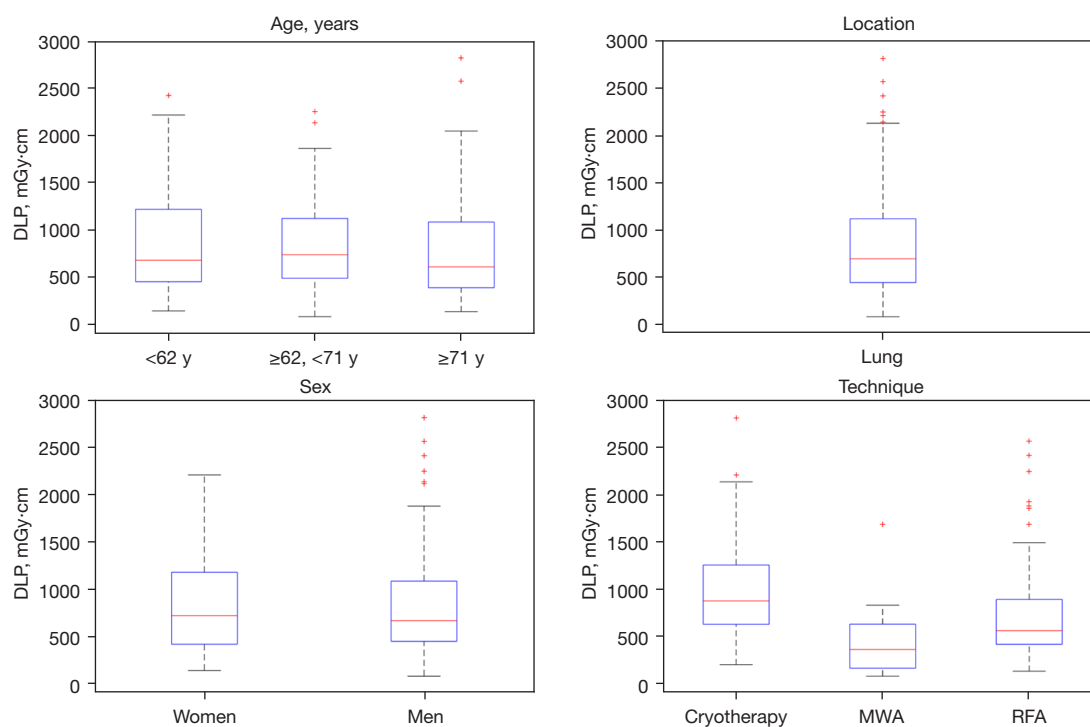 Age, years
DLP, mGy·cm
3000
2500
2000
1500
1000
500
0
<62 y ≥62, <71 y ≥71 y
Location
DLP, mGy·cm
3000
2500
2000
1500
1000
500
0
Lung
Sex
DLP, mGy·cm
3000
2500
2000
1500
1000
500
0
Women Men
Technique
DLP, mGy·cm
3000
2500
2000
1500
1000
500
0
Cryotherapy MWA RFA